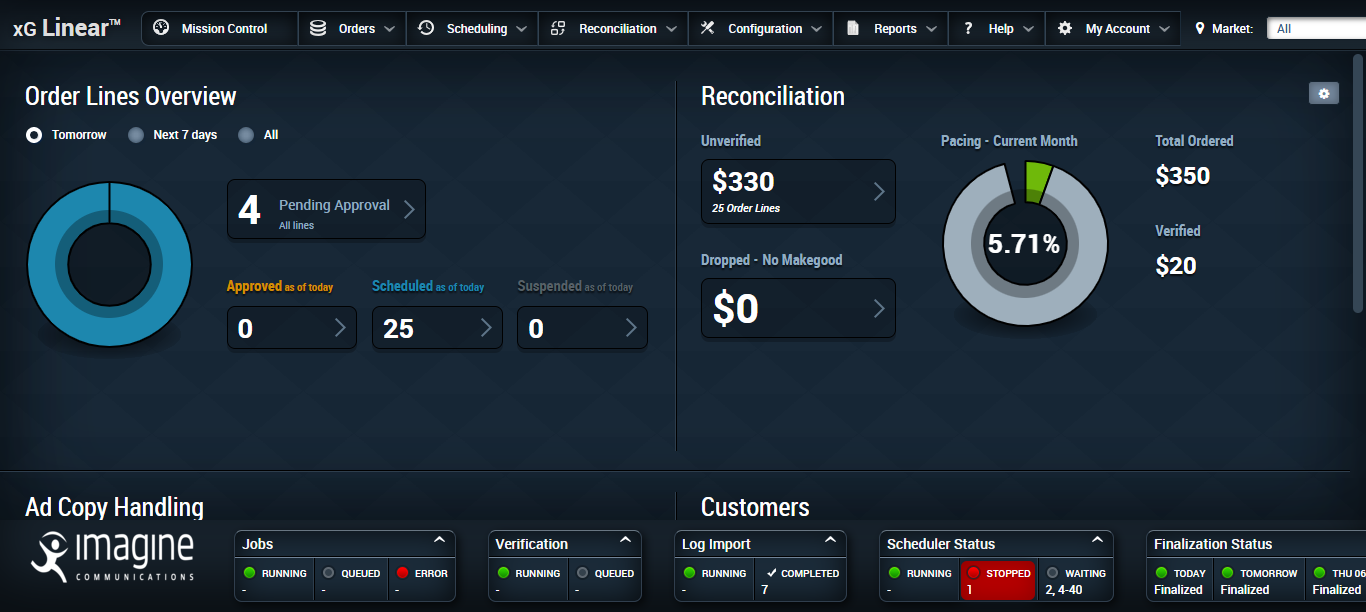 xG Linear™
Mission Control
Orders
Scheduling
Reconciliation
Configuration
Reports
? Help
My Account
Market:
All
Order Lines Overview
Tomorrow
Next 7 days
All
4 Pending Approval
All lines
Approved as of today
0
Scheduled as of today
25
Suspended as of today
0
Reconciliation
Unverified
$330
25 Order Lines
Dropped - No Makegood
$0
Pacing - Current Month
5.71%
Total Ordered
$350
Verified
$20
Ad Copy Handling
Customers
imagine
COMMUNICATIONS
Jobs
RUNNING
-
QUEUED
-
ERROR
-
Verification
RUNNING
-
QUEUED
-
Log Import
RUNNING
-
COMPLETED
7
Scheduler Status
RUNNING
-
STOPPED
1
WAITING
2, 4-40
Finalization Status
TODAY
Finalized
TOMORROW
Finalized
THU 06
Finalized